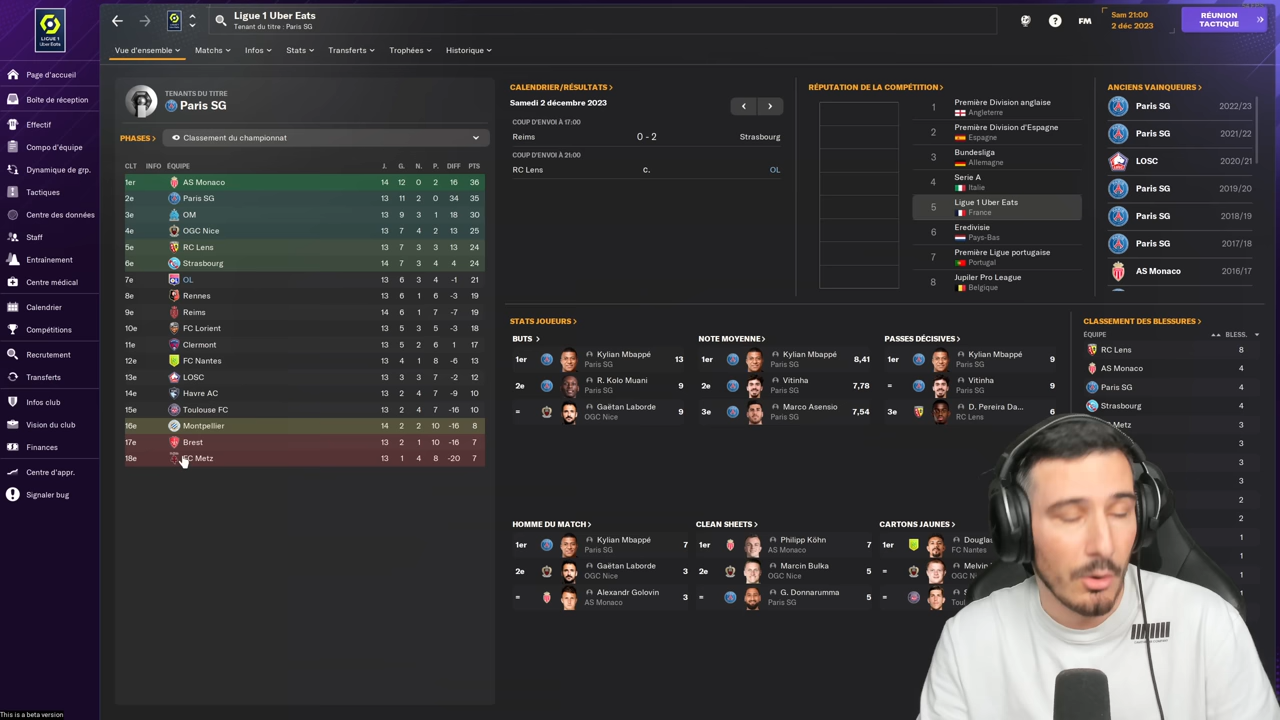 LIGUE 1
Uber Eats
Ligue 1 Uber Eats
Tenant du titre : Paris SG
FM
Sam 21:00
2 déc 2023
RÉUNION
TACTIQUE
Vue d'ensemble
Matchs
Infos
Stats
Transferts
Trophées
Historique
Page d'accueil
Boîte de réception
Effectif
Compo d'équipe
Dynamique de grp.
Tactiques
Centre des données
Staff
Entraînement
Centre médical
Calendrier
Compétitions
Recrutement
Transferts
Infos club
Vision du club
Finances
Centre d'appr.
Signaler bug
This is a beta version
TENANTS DU TITRE
Paris SG
PHASES
Classement du championnat
CLT INFO ÉQUIPE J. G. N. P. DIFF PTS
1er AS Monaco 14 12 0 2 16 36
2e Paris SG 13 11 2 0 34 35
3e OM 13 9 3 1 18 30
4e OGC Nice 13 7 4 2 13 25
5e RC Lens 13 7 3 3 13 24
6e Strasbourg 14 7 3 4 4 24
7e OL 13 6 3 4 -1 21
8e Rennes 13 6 1 6 -3 19
9e Reims 14 6 1 7 -7 19
10e FC Lorient 13 5 3 5 -3 18
11e Clermont 13 5 2 6 1 17
12e FC Nantes 13 4 1 8 -6 13
13e LOSC 13 3 3 7 -2 12
14e Havre AC 13 2 4 7 -9 10
15e Toulouse FC 13 2 4 7 -16 10
16e Montpellier 14 2 2 10 -16 8
17e Brest 13 2 1 10 -16 7
18e FC Metz 13 1 4 8 -20 7
CALENDRIER/RÉSULTATS
Samedi 2 décembre 2023
COUP D'ENVOI À 17:00
Reims 0 - 2 Strasbourg
COUP D'ENVOI À 21:00
RC Lens c. OL
RÉPUTATION DE LA COMPÉTITION
1 Première Division anglaise
Angleterre
2 Première Division d'Espagne
Espagne
3 Bundesliga
Allemagne
4 Serie A
Italie
5 Ligue 1 Uber Eats
France
6 Eredivisie
Pays-Bas
7 Première Ligue portugaise
Portugal
8 Jupiler Pro League
Belgique
ANCIENS VAINQUEURS
Paris SG 2022/23
Paris SG 2021/22
LOSC 2020/21
Paris SG 2019/20
Paris SG 2018/19
Paris SG 2017/18
AS Monaco 2016/17
STATS JOUEURS
BUTS
1er Kylian Mbappé 13
Paris SG
2e R. Kolo Muani 9
Paris SG
= Gaëtan Laborde 9
OGC Nice
NOTE MOYENNE
1er Kylian Mbappé 8,41
Paris SG
2e Vitinha 7,78
Paris SG
3e Marco Asensio 7,54
Paris SG
PASSES DÉCISIVES
1er Kylian Mbappé 9
Paris SG
= Vitinha 9
Paris SG
3e D. Pereira Da... 6
RC Lens
HOMME DU MATCH
1er Kylian Mbappé 7
Paris SG
2e Gaëtan Laborde 3
OGC Nice
= Alexandr Golovin 3
AS Monaco
CLEAN SHEETS
1er Philipp Köhn 7
AS Monaco
2e Marcin Bulka 5
OGC Nice
= G. Donnarumma 5
Paris SG
CARTONS JAUNES
1er Douglas
FC Nantes
= Melvin
OGC Ni
=
Toul
CLASSEMENT DES BLESSURES
ÉQUIPE BLESS.
RC Lens 8
AS Monaco 4
Paris SG 4
Strasbourg 4
Metz 3
3
3
2
2
1
1
1